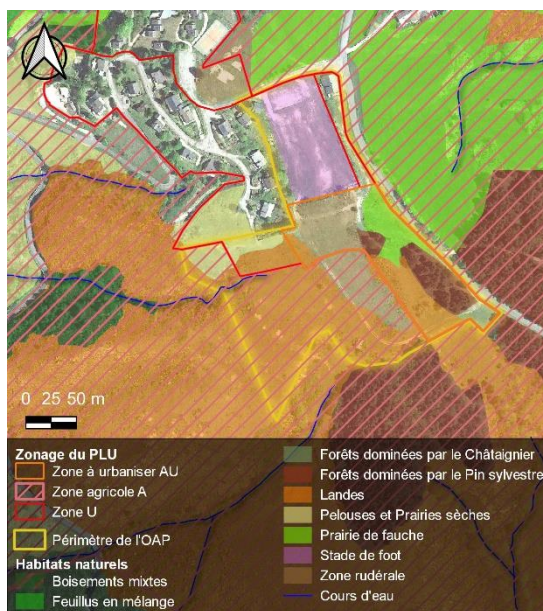 0 25 50 m
Zonage du PLU
Zone à urbaniser AU
Zone agricole A
Zone U
Périmètre de l'OAP
Habitats naturels
Boisements mixtes
Feuillus en mélange
Forêts dominées par le Châtaignier
Forêts dominées par le Pin sylvestre
Landes
Pelouses et Prairies sèches
Prairie de fauche
Stade de foot
Zone rudérale
Cours d'eau